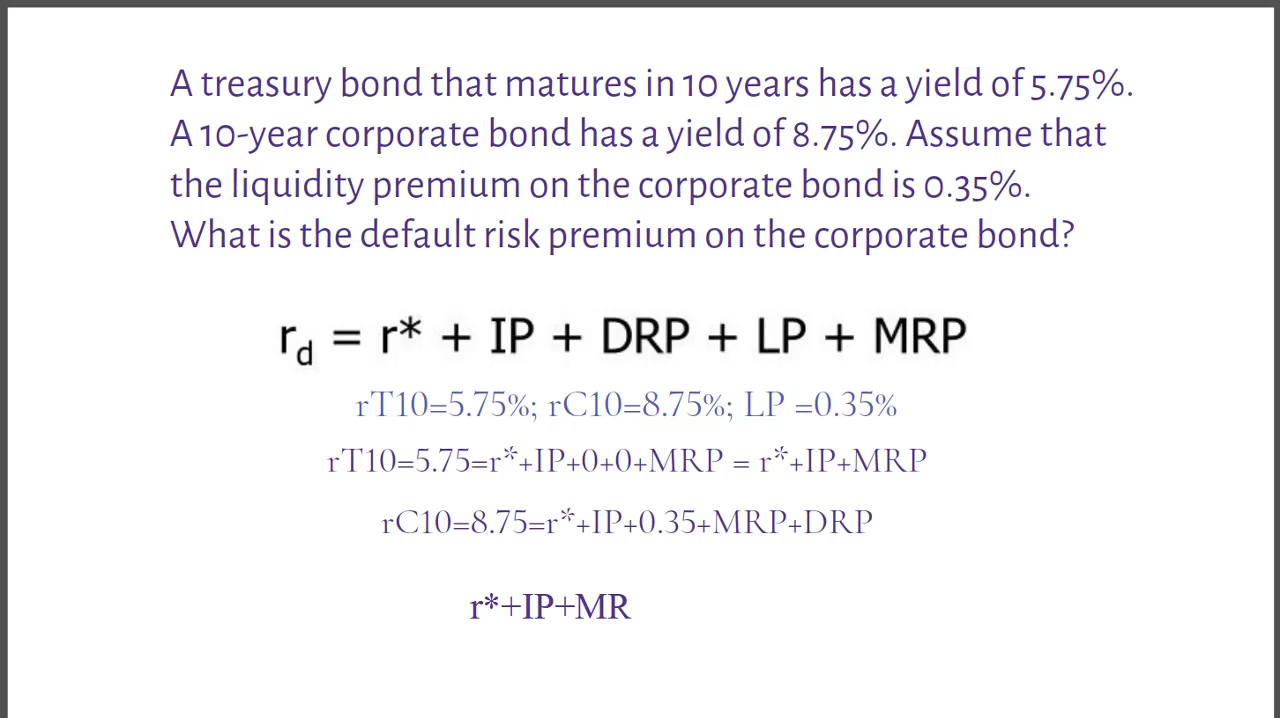 A treasury bond that matures in 10 years has a yield of 5.75%.
A 10-year corporate bond has a yield of 8.75%. Assume that
the liquidity premium on the corporate bond is 0.35%.
What is the default risk premium on the corporate bond?
rd = r* + IP + DRP + LP + MRP
rT10=5.75%; rC10=8.75%; LP =0.35%
rT10=5.75=r*+IP+0+0+MRP = r*+IP+MRP
rC10=8.75=r*+IP+0.35+MRP+DRP
r*+IP+MR